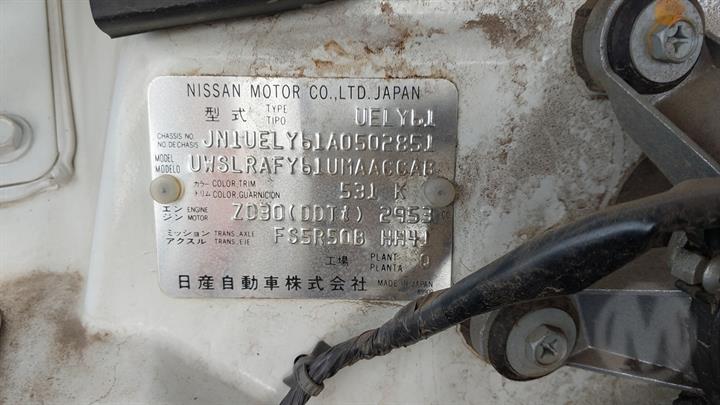 NISSAN MOTOR CO.,LTD.JAPAN
型式 TYPE TIPO UELY61
CHASSIS NO. NO.DE CHASIS JN1UELY61A0502851
MODEL MODELO UWSLRAFY61UMAACCAB
カラー トリム COLOR,TRIM COLOR,GUARNICION 531 K
エンジン ENGINE MOTOR ZD30(DDTi) 2953 cc
ミッション アクスル TRANS.,AXLE TRANS.,EJE FS5R50B HH41
工場 PLANT PLANTA 0
日産自動車株式会社 MADE IN JAPAN